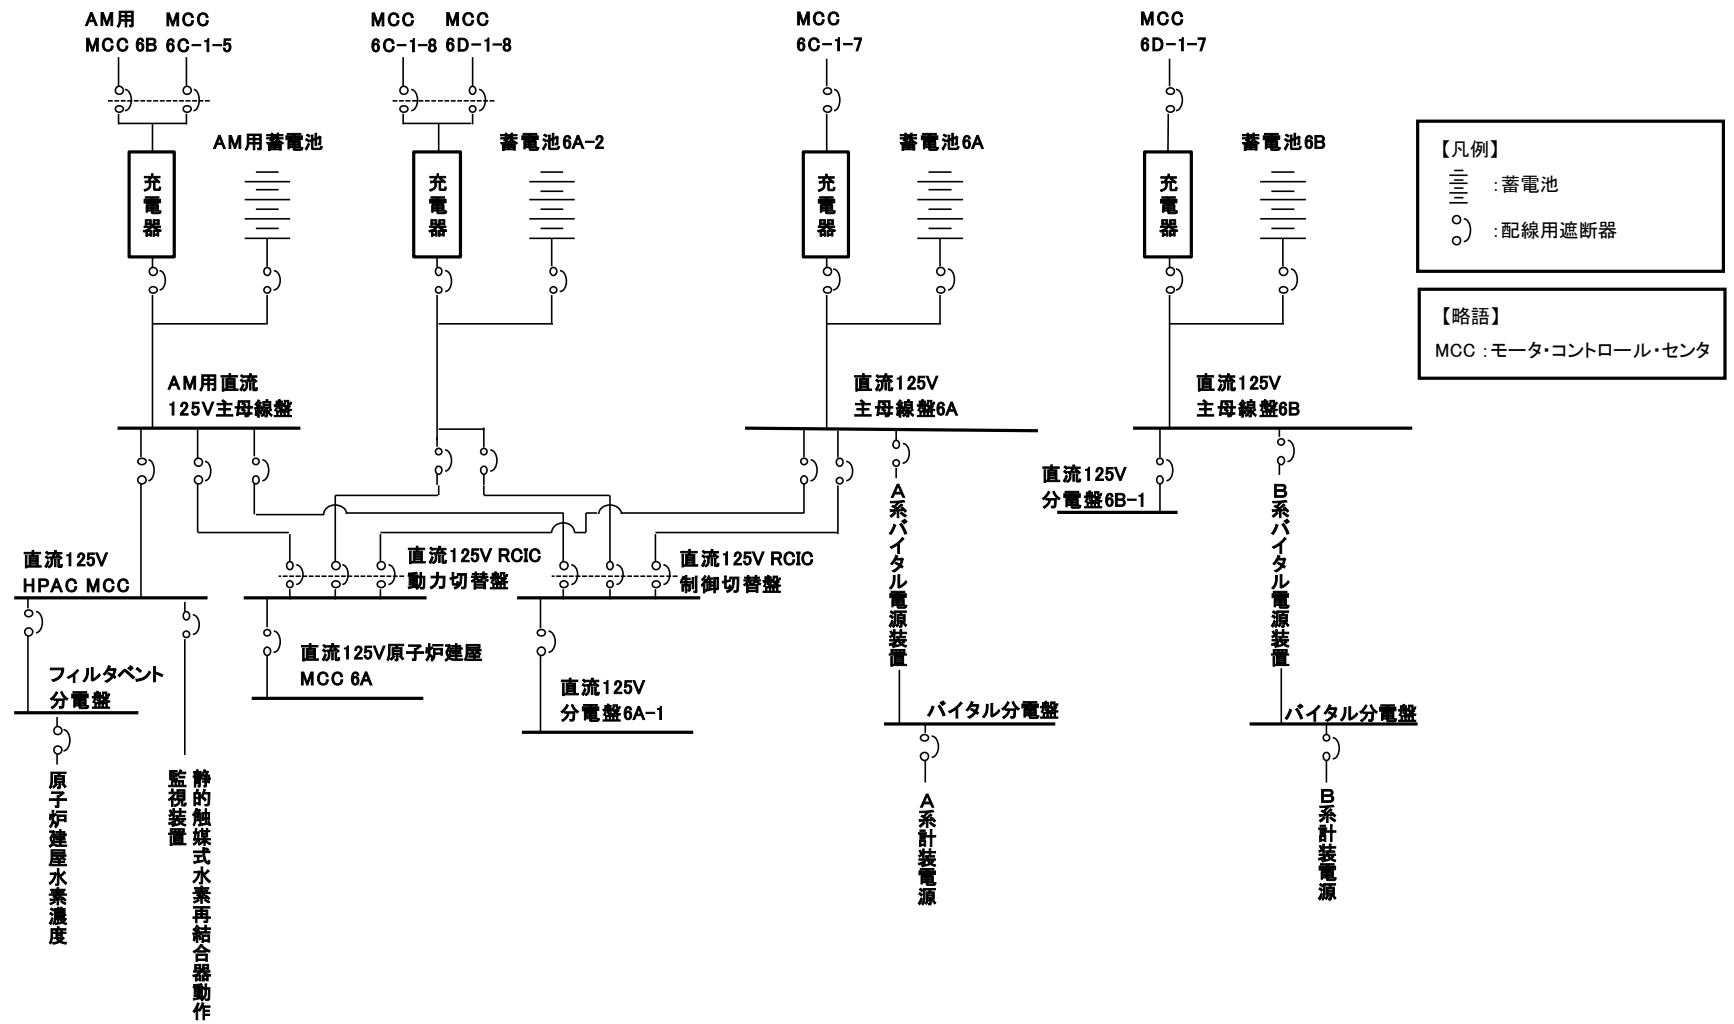 AM用
MCC 6B
MCC
6C-1-5
MCC
6C-1-8
MCC
6D-1-8
MCC
6C-1-7
MCC
6D-1-7
AM用蓄電池
蓄電池6A-2
蓄電池6A
蓄電池6B
充電器
充電器
充電器
充電器
【凡例】
:蓄電池
:配線用遮断器
【略語】
MCC:モータ・コントロール・センタ
AM用直流
125V主母線盤
直流125V
主母線盤6A
直流125V
主母線盤6B
直流125V
分電盤6B-1
A系バイタル電源装置
B系バイタル電源装置
直流125V
HPAC MCC
直流125V RCIC
動力切替盤
直流125V RCIC
制御切替盤
フィルタベント
分電盤
直流125V原子炉建屋
MCC 6A
直流125V
分電盤6A-1
バイタル分電盤
バイタル分電盤
原子炉建屋水素濃度
静的触媒式水素再結合器動作
監視装置
A系計装電源
B系計装電源